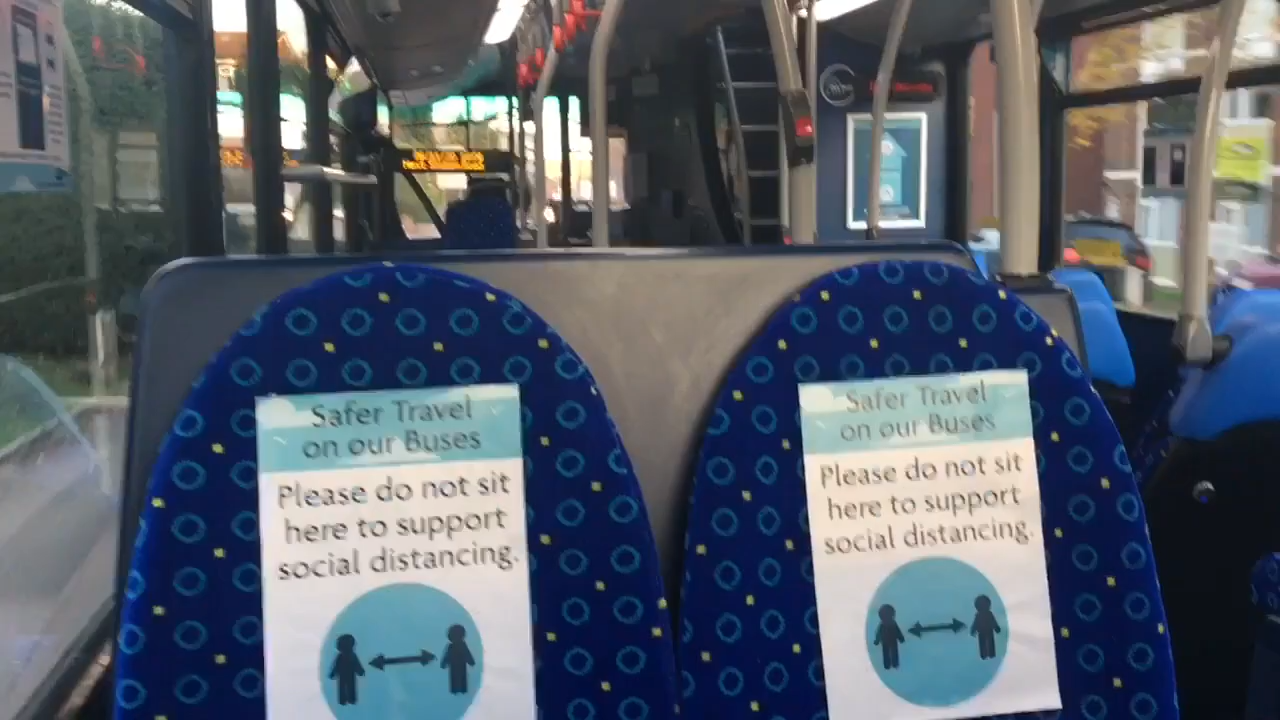 Safer Travel
on our Buses
Please do not sit
here to support
social distancing.
Safer Travel
on our Buses
Please do not sit
here to support
social distancing.